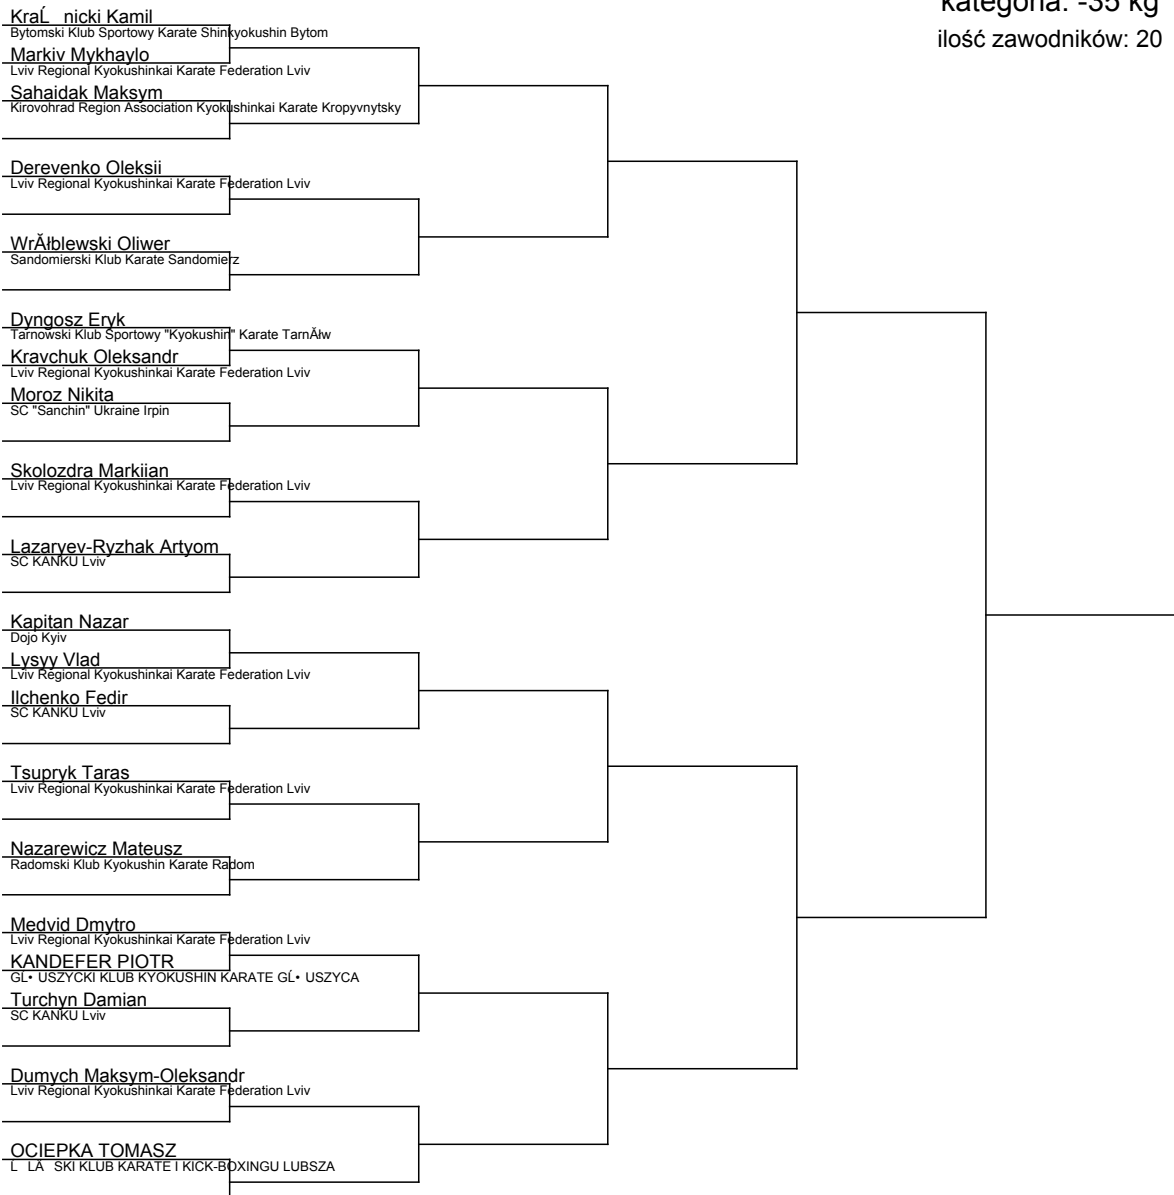 kategoria: -35 kg
ilość zawodników: 20
KraĹ nicki Kamil
Bytomski Klub Sportowy Karate Shinkyokushin Bytom
Markiv Mykhaylo
Lviv Regional Kyokushinkai Karate Federation Lviv
Sahaidak Maksym
Kirovohrad Region Association Kyokushinkai Karate Kropyvnytsky
Derevenko Oleksii
Lviv Regional Kyokushinkai Karate Federation Lviv
WrĂłblewski Oliwer
Sandomierski Klub Karate Sandomierz
Dyngosz Eryk
Tarnowski Klub Sportowy "Kyokushin" Karate TarnĂłw
Kravchuk Oleksandr
Lviv Regional Kyokushinkai Karate Federation Lviv
Moroz Nikita
SC "Sanchin" Ukraine Irpin
Skolozdra Markiian
Lviv Regional Kyokushinkai Karate Federation Lviv
Lazaryev-Ryzhak Artyom
SC KANKU Lviv
Kapitan Nazar
Dojo Kyiv
Lysyy Vlad
Lviv Regional Kyokushinkai Karate Federation Lviv
Ilchenko Fedir
SC KANKU Lviv
Tsupryk Taras
Lviv Regional Kyokushinkai Karate Federation Lviv
Nazarewicz Mateusz
Radomski Klub Kyokushin Karate Radom
Medvid Dmytro
Lviv Regional Kyokushinkai Karate Federation Lviv
KANDEFER PIOTR
GĹ• USZYCKI KLUB KYOKUSHIN KARATE GĹ• USZYCA
Turchyn Damian
SC KANKU Lviv
Dumych Maksym-Oleksandr
Lviv Regional Kyokushinkai Karate Federation Lviv
OCIEPKA TOMASZ
Ĺ LĄ SKI KLUB KARATE I KICK-BOXINGU LUBSZA